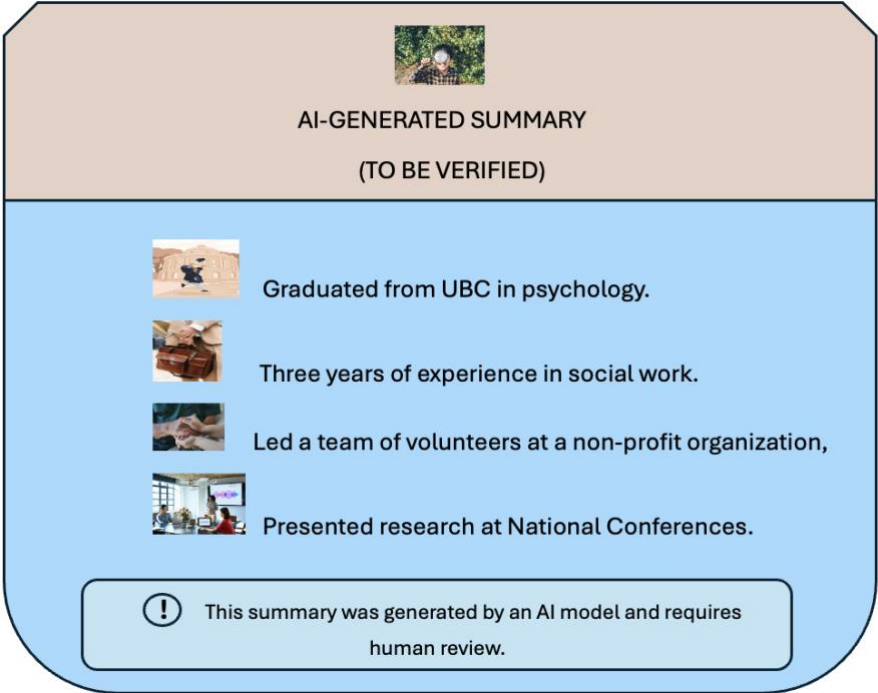 AI-GENERATED SUMMARY
(TO BE VERIFIED)
Graduated from UBC in psychology.
Three years of experience in social work.
Led a team of volunteers at a non-profit organization,
Presented research at National Conferences.
! This summary was generated by an AI model and requires
human review.